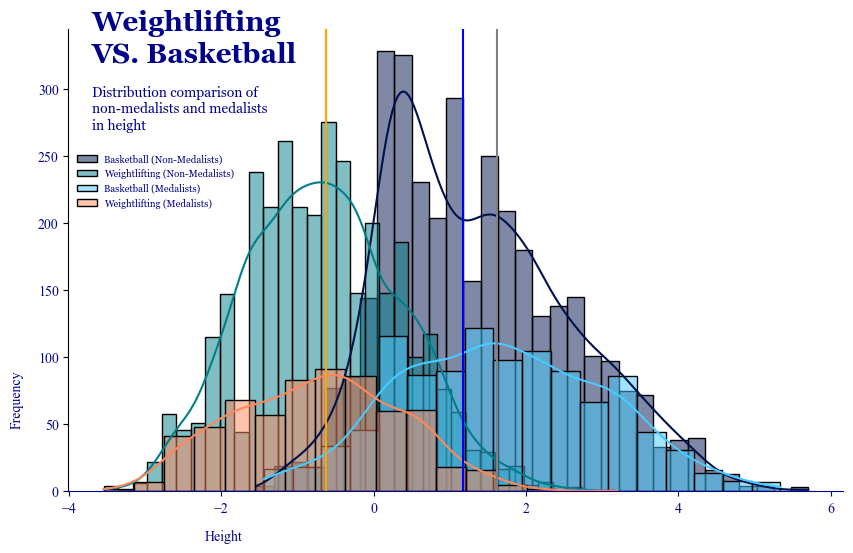 Weightlifting
VS. Basketball
Distribution comparison of
non-medalists and medalists
in height
Basketball (Non-Medalists)
Weightlifting (Non-Medalists)
Basketball (Medalists)
Weightlifting (Medalists)
Frequency
300
250
200
150
100
50
0
−4 −2 0 2 4 6
Height